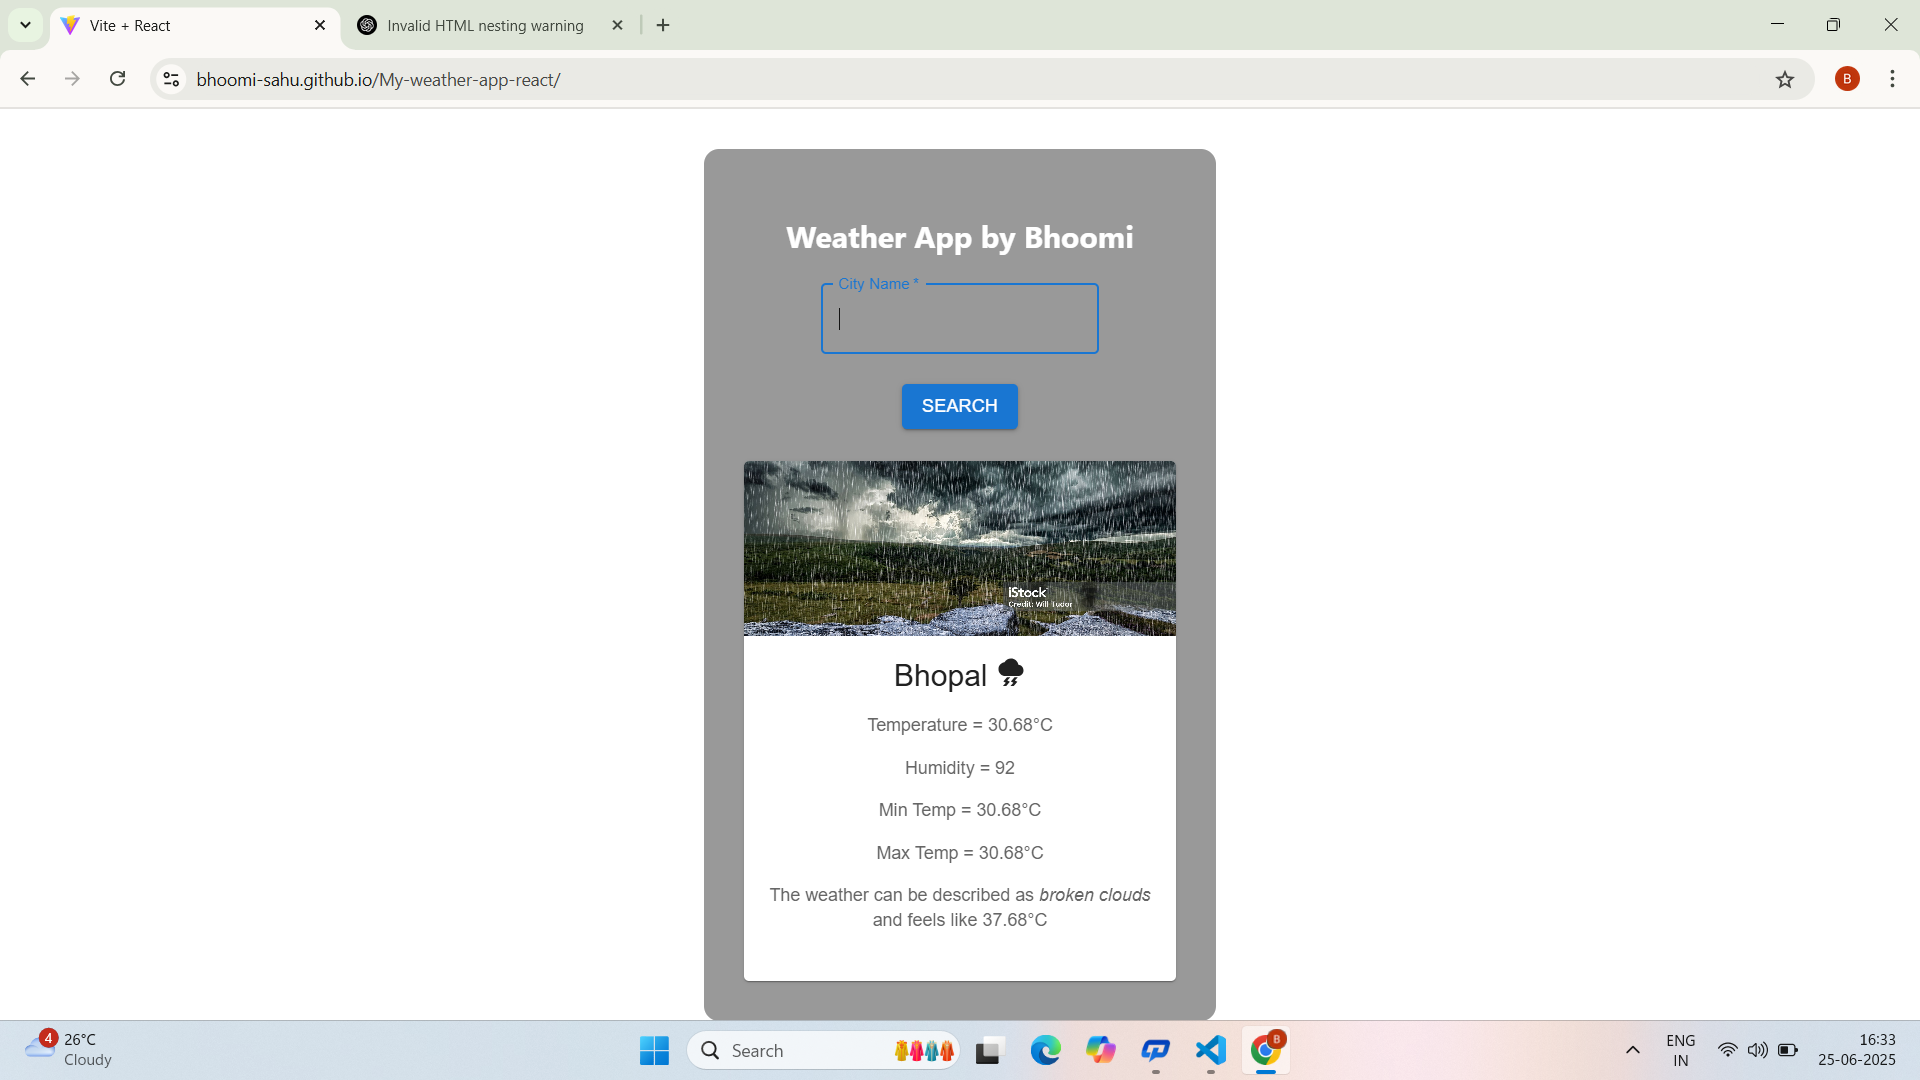 Vite + React
Invalid HTML nesting warning
bhoomi-sahu.github.io/My-weather-app-react/
B
Weather App by Bhoomi
City Name *
SEARCH
iStock
Credit: Will Tudor
Bhopal
Temperature = 30.68°C
Humidity = 92
Min Temp = 30.68°C
Max Temp = 30.68°C
The weather can be described as broken clouds
and feels like 37.68°C
4
26°C
Cloudy
Search
B
ENG
IN
16:33
25-06-2025